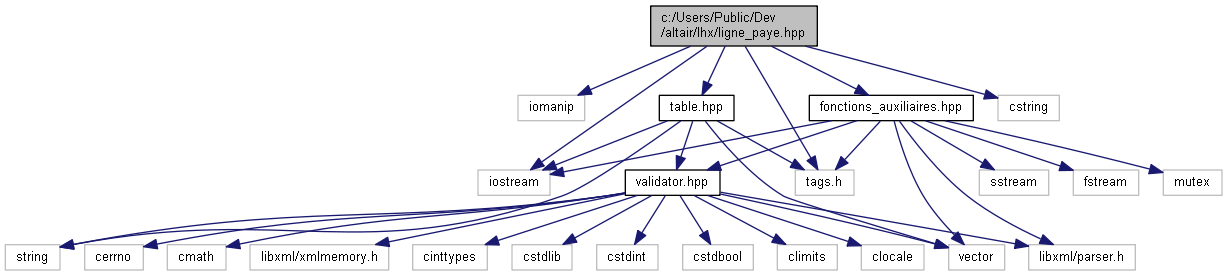 c:/Users/Public/Dev
/altair/lhx/ligne_paye.hpp
iomanip
table.hpp
fonctions_auxiliaires.hpp
cstring
iostream
validator.hpp
tags.h
sstream
fstream
mutex
string
cerrno
cmath
libxml/xmlmemory.h
cinttypes
cstdlib
cstdint
cstdbool
climits
clocale
vector
libxml/parser.h